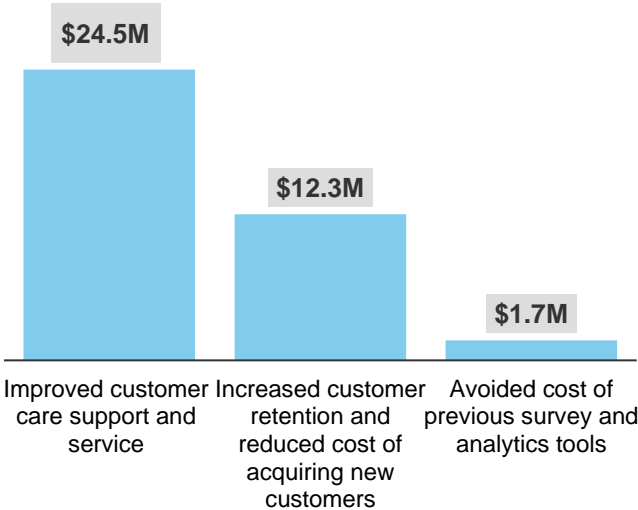 $24.5M
$12.3M
$1.7M
Improved customer
care support and
service
Increased customer
retention and
reduced cost of
acquiring new
customers
Avoided cost of
previous survey and
analytics tools